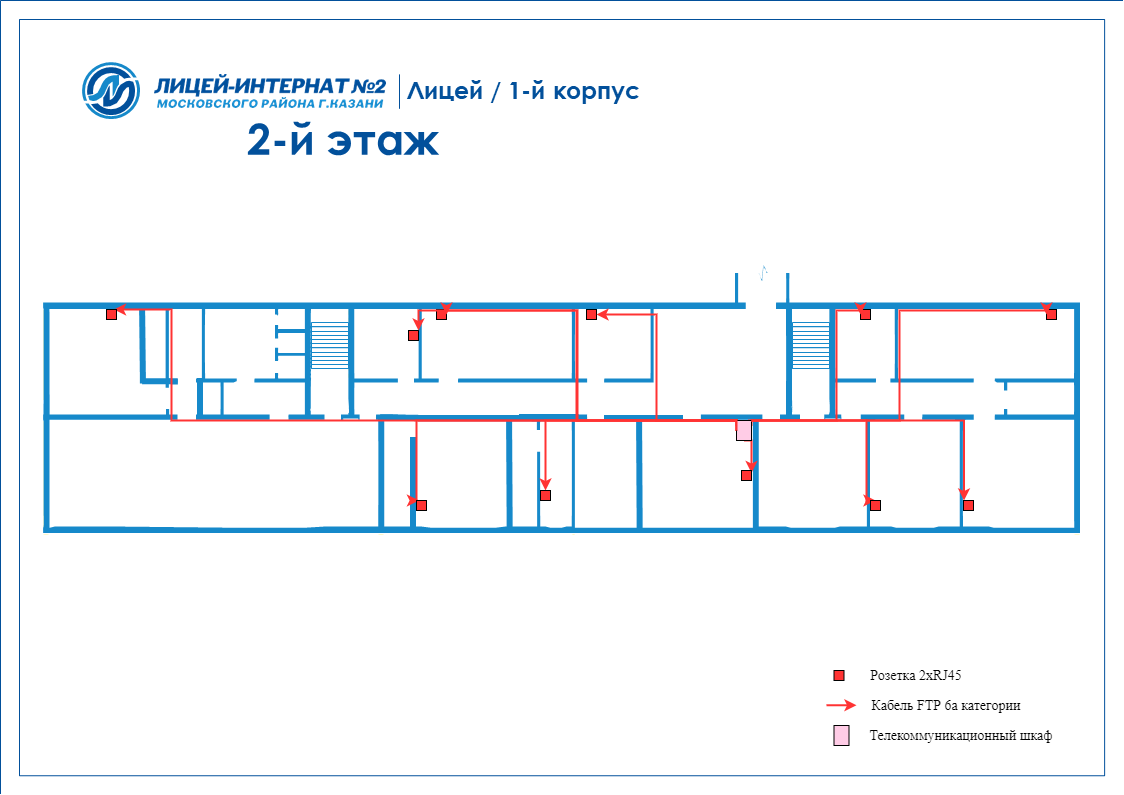 ЛИЦЕЙ-ИНТЕРНАТ №2
МОСКОВСКОГО РАЙОНА Г.КАЗАНИ
Лицей / 1-й корпус
2-й этаж
Розетка 2xRJ45
Кабель FTP 6а категории
Телекоммуникационный шкаф